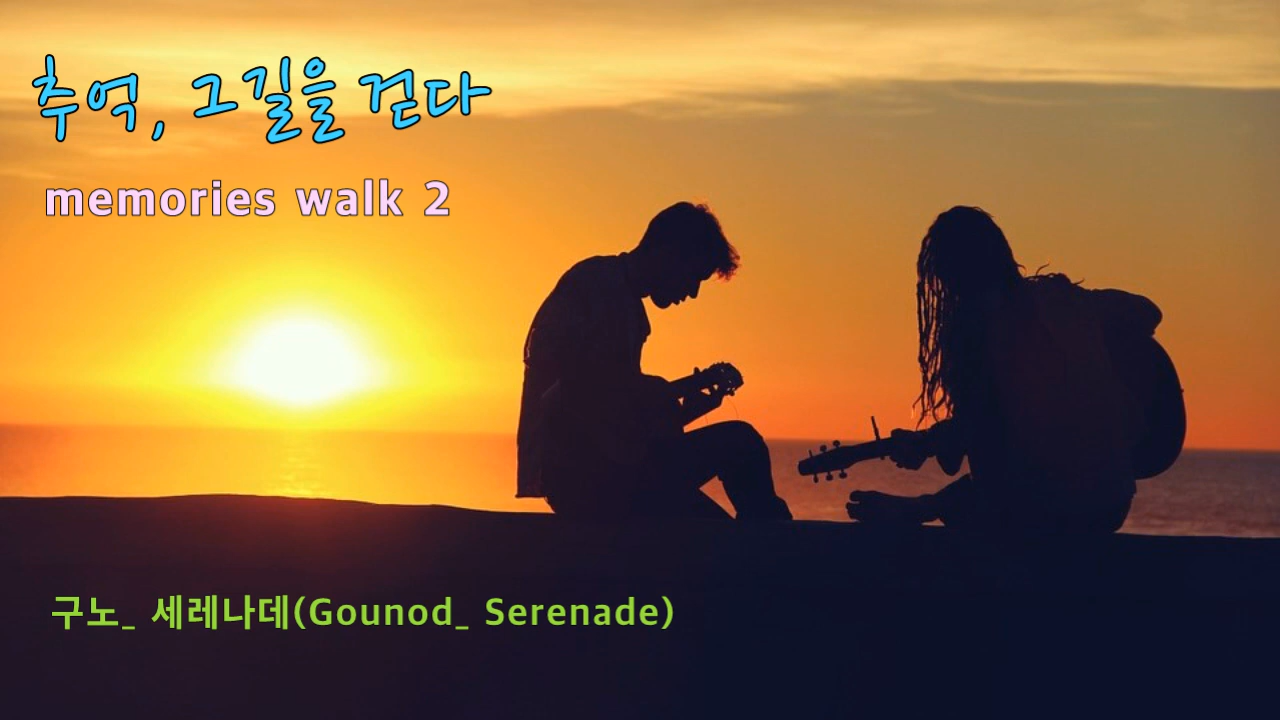 추억, 그길을 걷다
memories walk 2
구노_ 세레나데(Gounod_ Serenade)